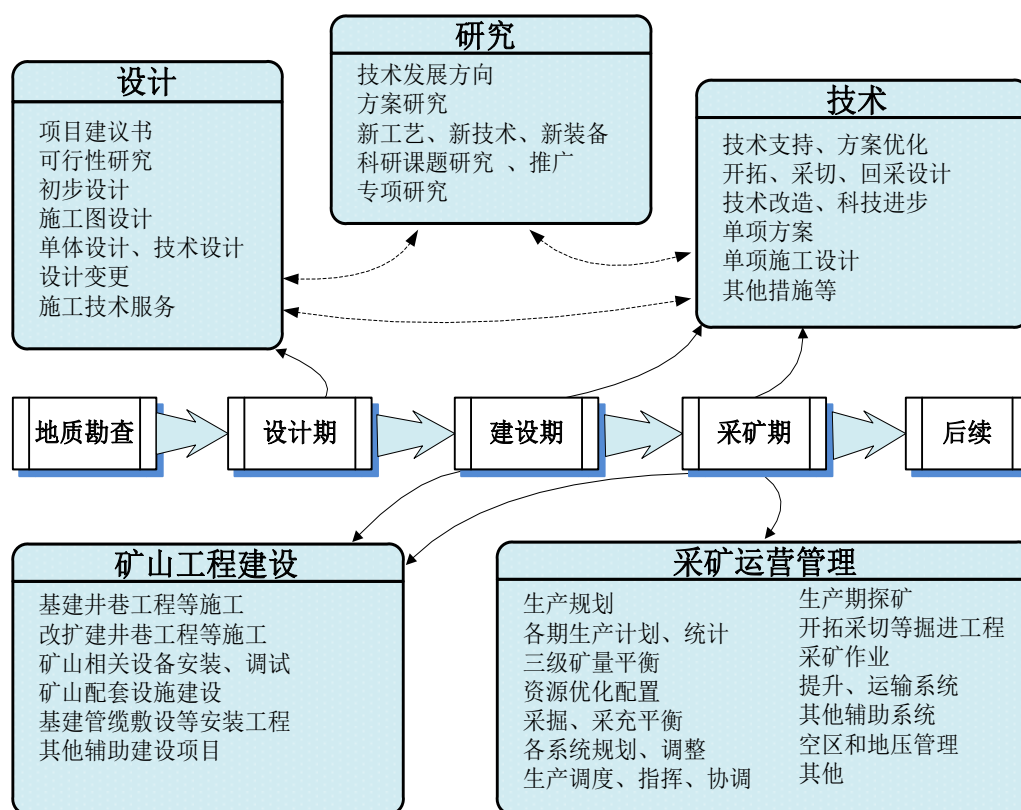 研究
技术发展方向
方案研究
新工艺、新技术、新装备
科研课题研究 、推广
专项研究
设计
项目建议书
可行性研究
初步设计
施工图设计
单体设计、技术设计
设计变更
施工技术服务
技术
技术支持、方案优化
开拓、采切、回采设计
技术改造、科技进步
单项方案
单项施工设计
其他措施等
地质勘查
设计期
建设期
采矿期
后续
矿山工程建设
基建井巷工程等施工
改扩建井巷工程等施工
矿山相关设备安装、调试
矿山配套设施建设
基建管缆敷设等安装工程
其他辅助建设项目
采矿运营管理
生产规划
各期生产计划、统计
三级矿量平衡
资源优化配置
采掘、采充平衡
各系统规划、调整
生产调度、指挥、协调
生产期探矿
开拓采切等掘进工程
采矿作业
提升、运输系统
其他辅助系统
空区和地压管理
其他